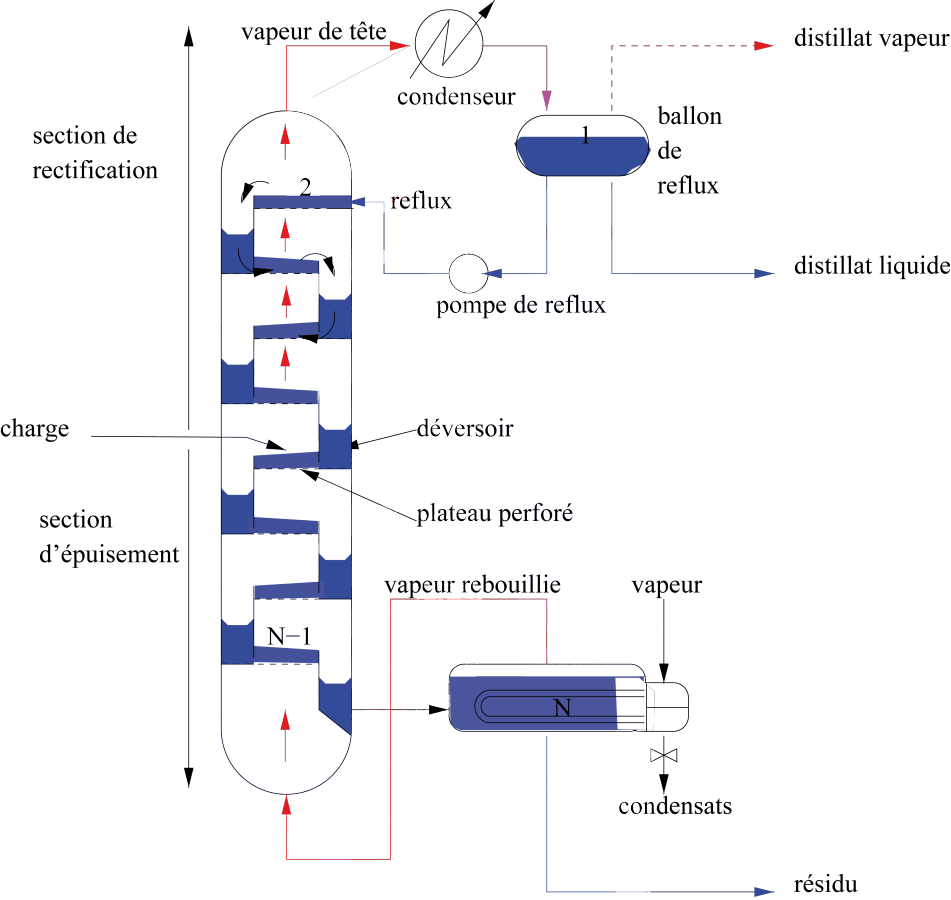 vapeur de tête
distillat vapeur
condenseur
section de
rectification
ballon
de
reflux
1
2
reflux
distillat liquide
pompe de reflux
charge
déversoir
plateau perforé
section
d’épuisement
vapeur rebouillie
vapeur
N−1
N
condensats
résidu